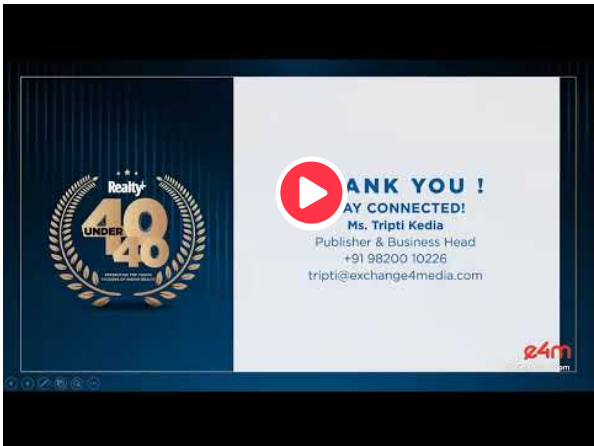 Realty+
40
UNDER
40
ANK YOU !
AY CONNECTED!
Ms. Tripti Kedia
Publisher & Business Head
+91 98200 10226
tripti@exchange4media.com
e4m